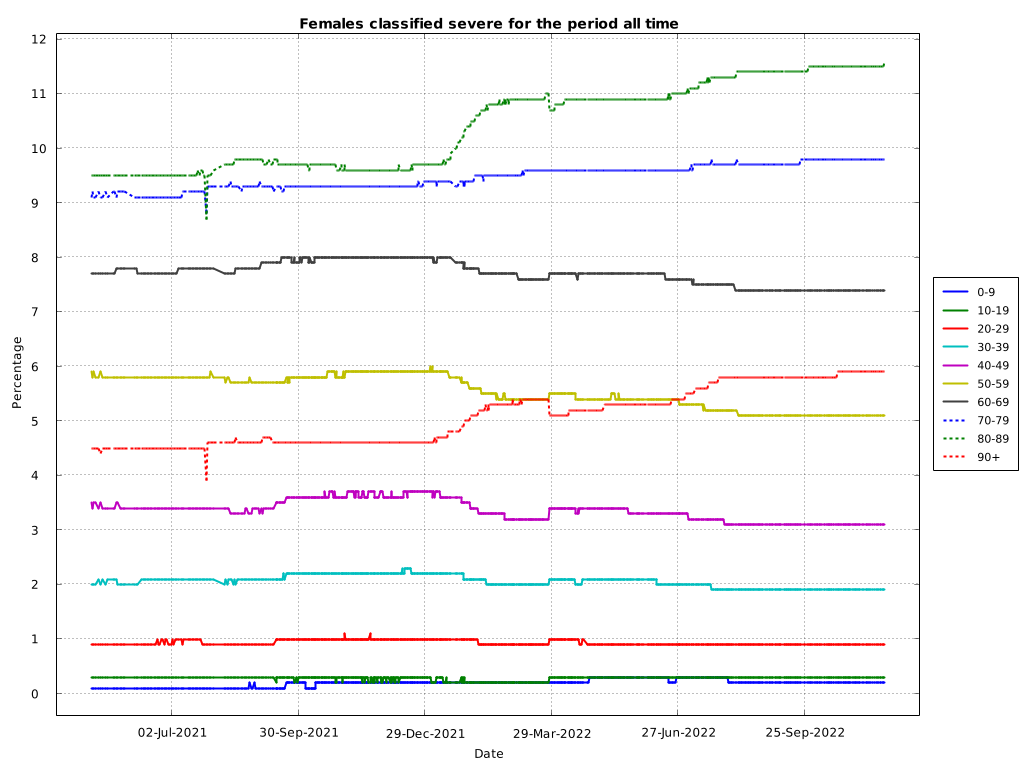 Females classified severe for the period all time
12
11
10
9
8
7
6
5
4
3
2
1
0
Percentage
02-Jul-2021
30-Sep-2021
29-Dec-2021
29-Mar-2022
27-Jun-2022
25-Sep-2022
Date
0-9
10-19
20-29
30-39
40-49
50-59
60-69
70-79
80-89
90+